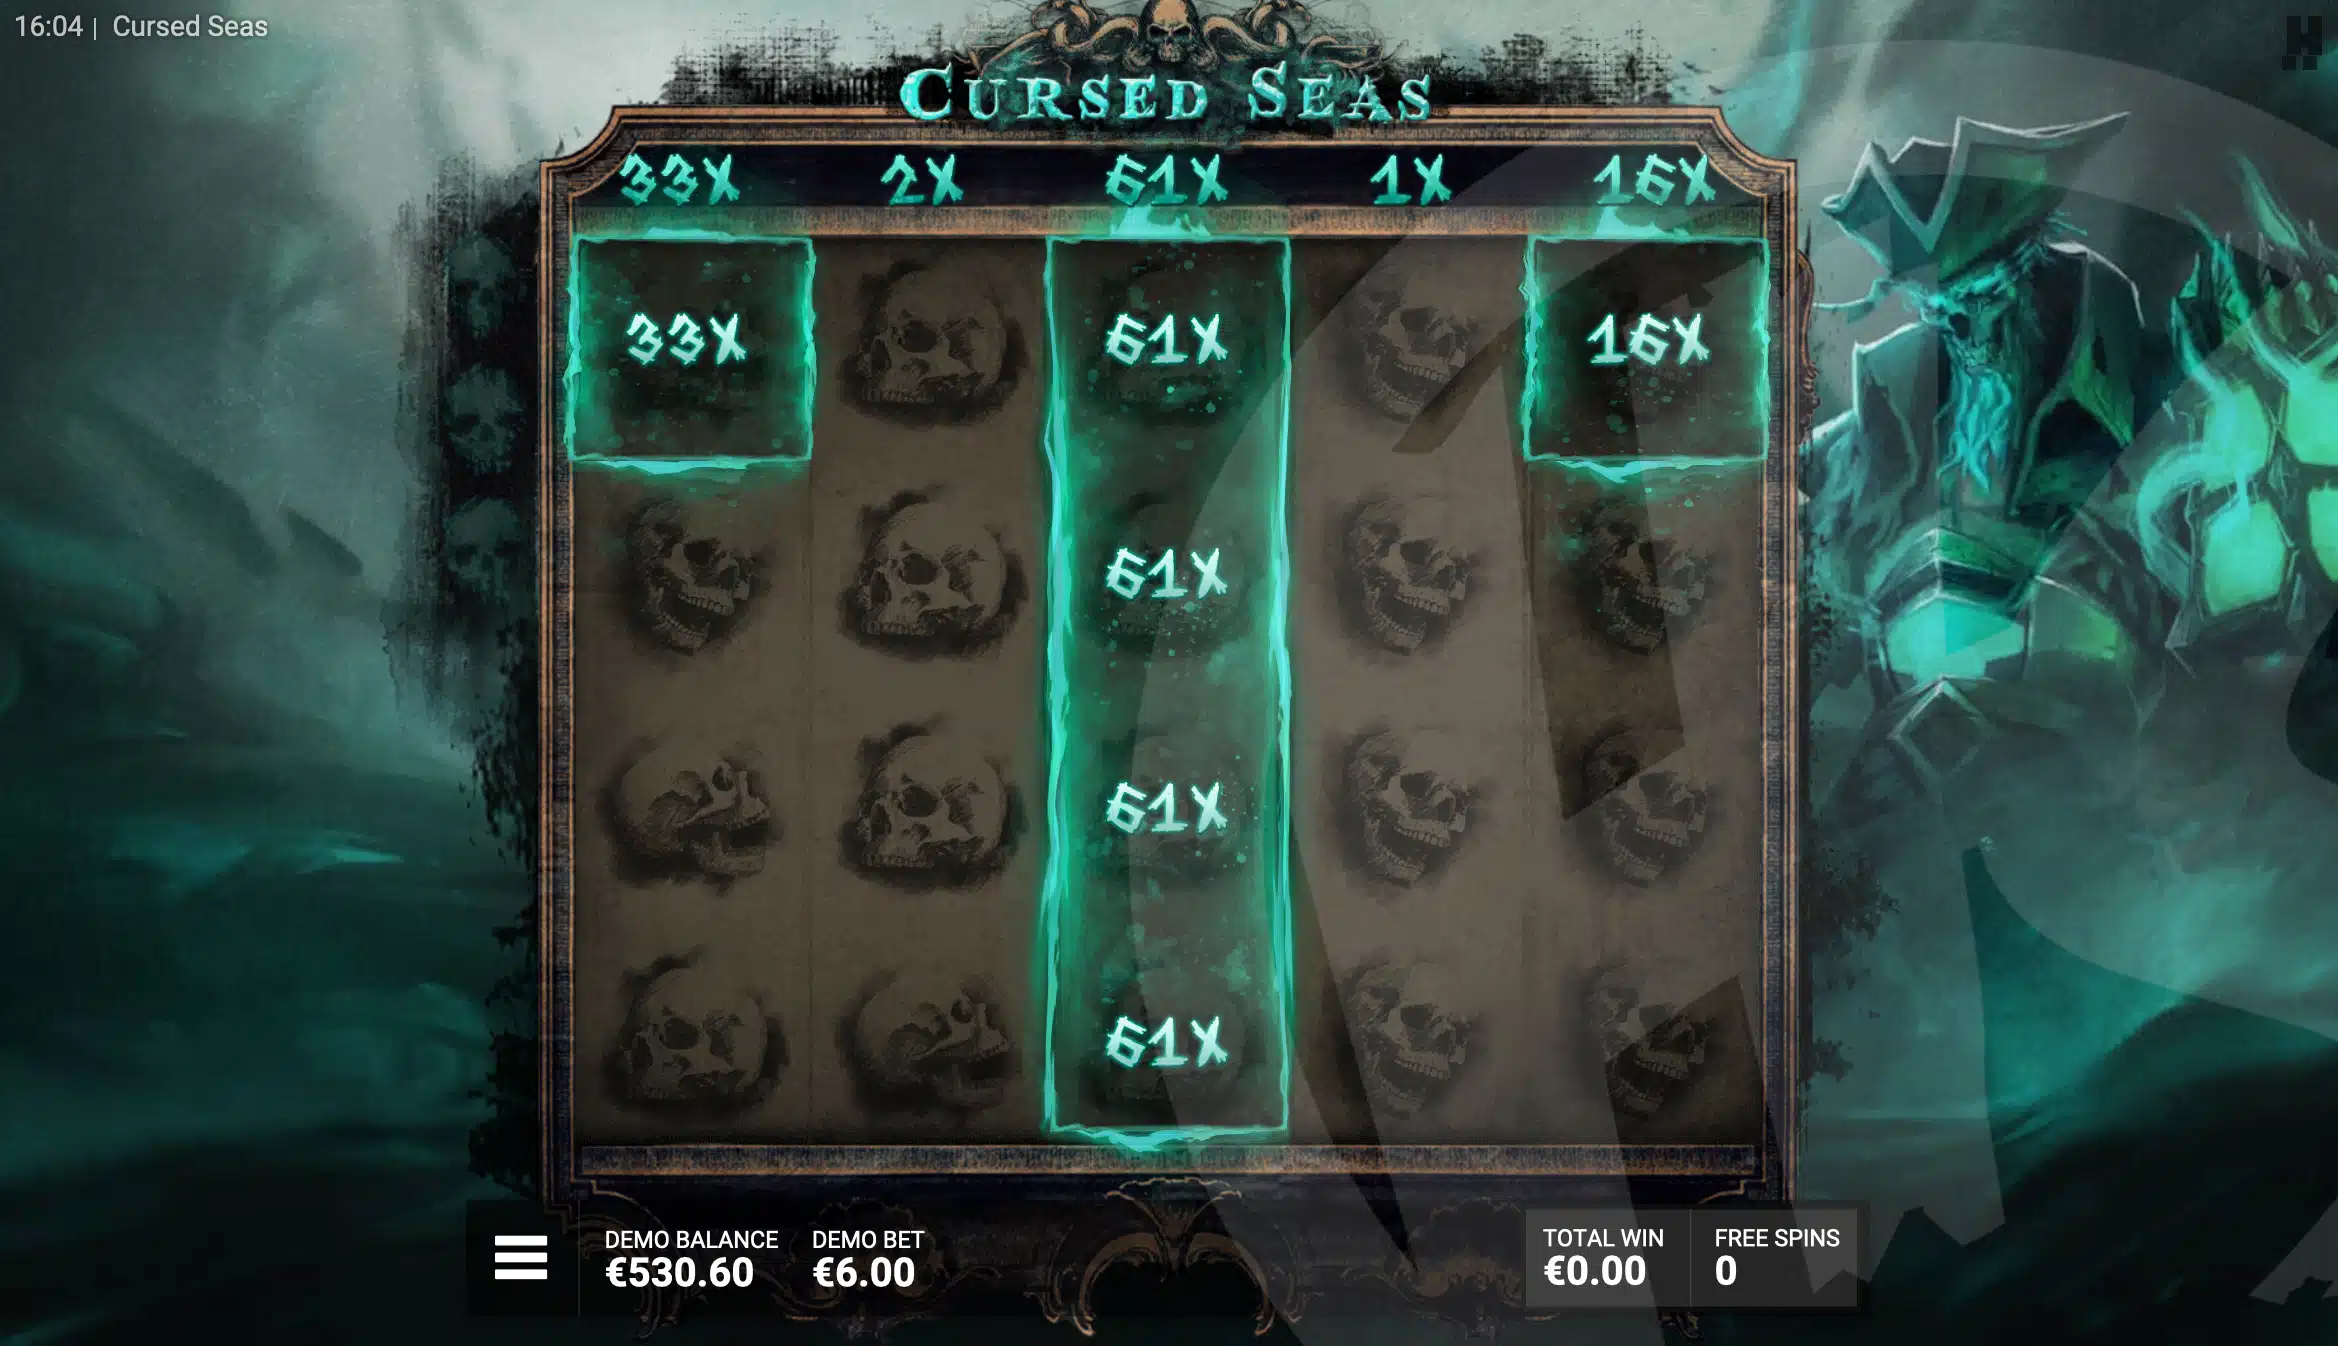 16:04 | Cursed Seas
CURSED SEAS
33X 2X 61X 1X 16X
33X 61X 16X
61X
61X
61X
DEMO BALANCE DEMO BET TOTAL WIN FREE SPINS
€530.60 €6.00 €0.00 0